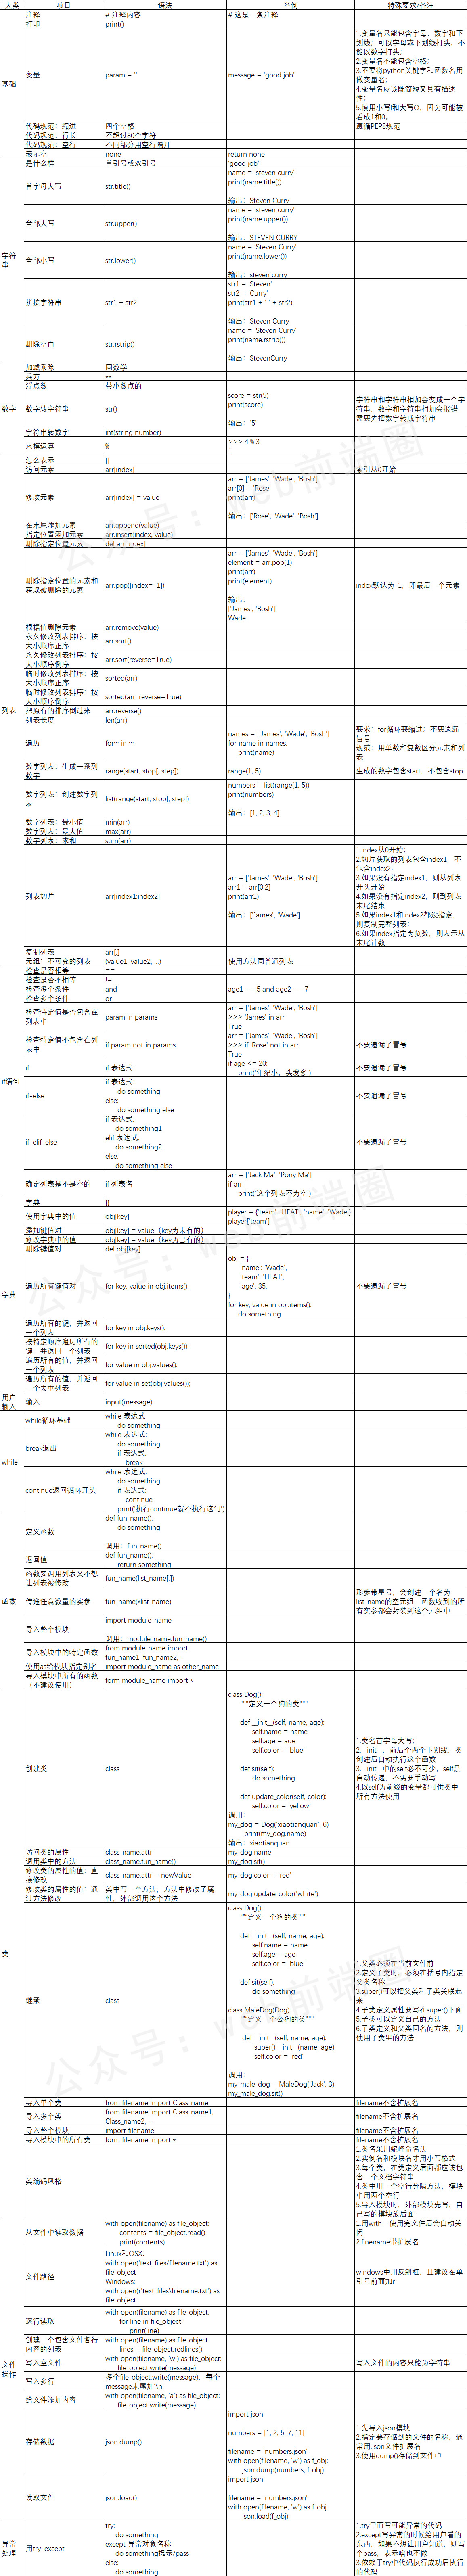 大类 项目 语法 举例 特殊要求/备注
基础
注释 # 注释内容 # 这是一条注释
打印 print()
变量 param = '' message = 'good job'
1.变量名只能包含字母、数字和下
划线；可以字母或下划线打头，不
能以数字打头；
2.变量名不能包含空格；
3.不要将python关键字和函数名用
做变量名；
4.变量名应该既简短又具有描述
性；
5.慎用小写l和大写O，因为可能被
看成1和0。
代码规范：缩进 四个空格 遵循PEP8规范
代码规范：行长 不超过80个字符
代码规范：空行 不同部分用空行隔开
表示空 none return none
字符
串
是什么样 单引号或双引号 'good job'
首字母大写 str.title()
name = 'steven curry'
print(name.title())
输出：Steven Curry
全部大写 str.upper()
name = 'steven curry'
print(name.upper())
输出：STEVEN CURRY
全部小写 str.lower()
name = 'Steven Curry'
print(name.lower())
输出：steven curry
拼接字符串 str1 + str2
str1 = 'Steven'
str2 = 'Curry'
print(str1 + ' ' + str2)
输出：Steven Curry
删除空白 str.rstrip()
name = 'Steven Curry'
print(name.rstrip())
输出：StevenCurry
数字
加减乘除 同数学
乘方 **
浮点数 带小数点的
数字转字符串 str()
score = str(5)
print(score)
输出：'5'
字符串和字符串相加会变成一个字
符串，数字和字符串相加会报错，
需要先把数字转成字符串
字符串转数字 int(string number)
求模运算 %
>>> 4 % 3
1
列表
怎么表示 []
访问元素 arr[index] 索引从0开始
修改元素 arr[index] = value
arr = ['James', 'Wade', 'Bosh']
arr[0] = 'Rose'
print(arr)
输出：['Rose', 'Wade', 'Bosh']
在末尾添加元素 arr.append(value)
指定位置添加元素 arr.insert(index, value)
删除指定位置元素 del arr[index]
删除指定位置的元素和
获取被删除的元素
arr.pop([index=-1])
arr = ['James', 'Wade', 'Bosh']
element = arr.pop(1)
print(arr)
print(element)
输出：
['James', 'Bosh']
Wade
index默认为-1，即最后一个元素
根据值删除元素 arr.remove(value)
永久修改列表排序：按
大小顺序正序
arr.sort()
永久修改列表排序：按
大小顺序倒序
arr.sort(reverse=True)
临时修改列表排序：按
大小顺序正序
sorted(arr)
临时修改列表排序：按
大小顺序倒序
sorted(arr, reverse=True)
把原有的排序倒过来 arr.reverse()
列表长度 len(arr)
遍历 for··· in ···
names = ['James', 'Wade', 'Bosh']
for name in names:
print(name)
要求：for循环要缩进；不要遗漏
冒号
规范：用单数和复数区分元素和列
表
数字列表：生成一系列
数字
range(start, stop[, step]) range(1, 5) 生成的数字包含start，不包含stop
数字列表：创建数字列
表
list(range(start, stop[, step])
numbers = list(range(1, 5))
print(numbers)
输出：[1, 2, 3, 4]
数字列表：最小值 min(arr)
数字列表：最大值 max(arr)
数字列表：求和 sum(arr)
列表切片 arr[index1:index2]
arr = ['James', 'Wade', 'Bosh']
arr1 = arr[0.2]
print(arr1)
输出：['James', 'Wade']
1.index从0开始；
2.切片获取的列表包含index1，不
包含index2；
3.如果没有指定index1，则从列表
开头开始
4.如果没有指定index2，则到列表
末尾结束
5.如果index1和index2都没指定，
则复制完整列表；
6.如果index指定为负数，则表示从
末尾计数
复制列表 arr[:]
元组：不可变的列表 (value1, value2, ...) 使用方法同普通列表
if语句
检查是否相等 ==
检查是否不相等 !=
检查多个条件 and age1 == 5 and age2 == 7
检查多个条件 or
检查特定值是否包含在
列表中
param in params
arr = ['James', 'Wade', 'Bosh']
>>> 'James' in arr
True
检查特定值不包含在列
表中
if param not in params:
arr = ['James', 'Wade', 'Bosh']
>>> if 'Rose' not in arr:
True
不要遗漏了冒号
if if 表达式:
if age <= 20:
print('年纪小，头发多')
不要遗漏了冒号
if-else
if 表达式:
do something
else:
do something else
不要遗漏了冒号
if-elif-else
if 表达式:
do something1
elif 表达式:
do something2
else:
do something else
不要遗漏了冒号
确定列表是不是空的 if 列表名
arr = ['Jack Ma', 'Pony Ma']
if arr:
print('这个列表不为空')
字典
字典 {}
使用字典中的值 obj[key]
player = {'team': 'HEAT', 'name': 'Wade'}
player['team']
添加键值对 obj[key] = value（key为未有的）
修改字典中的值 obj[key] = value（key为已有的）
删除键值对 del obj[key]
遍历所有键值对 for key, value in obj.items():
obj = {
'name': 'Wade',
'team': 'HEAT',
'age': 35,
}
for key, value in obj.items():
do something
不要遗漏了冒号
遍历所有的键，并返回
一个列表
for key in obj.keys():
按特定顺序遍历所有的
键，并返回一个列表
for key in sorted(obj.keys()):
遍历所有的值，并返回
一个列表
for value in obj.values():
遍历所有的值，并返回
一个去重列表
for value in set(obj.values()):
用户
输入
输入 input(message)
while
while循环基础
while 表达式
do something
break退出
while 表达式:
do something
if 表达式:
break
continue返回循环开头
while 表达式:
do something
if 表达式:
continue
print('执行continue就不执行这句')
函数
定义函数
def fun_name():
do something
调用：fun_name()
返回值
def fun_name():
return something
函数要调用列表又不想
让列表被修改
fun_name(list_name[:])
传递任意数量的实参 fun_name(*list_name)
形参带星号，会创建一个名为
list_name的空元组，函数收到的所
有实参都会封装到这个元组中
导入整个模块
import module_name
调用：module_name.fun_name()
导入模块中的特定函数
from module_name import
fun_name1, fun_name2,···
使用as给模块指定别名 import module_name as other_name
导入模块中所有的函数
（不建议使用）
form module_name import *
类
创建类 class
class Dog():
"""定义一个狗的类"""
def __init__(self, name, age):
self.name = name
self.age = age
self.color = 'blue'
def sit(self):
do something
def update_color(self, color):
self.color = 'yellow'
调用:
my_dog = Dog('xiaotianquan', 6)
print(my_dog.name)
输出：xiaotianquan
1.类名首字母大写；
2.__init__，前后个两个下划线，类
创建后自动执行这个函数
3.__init__中的self必不可少，self是
自动传递，不需要手动写
4.以self为前缀的变量都可供类中
所有方法使用
访问类的属性 class_name.attr my_dog.name
调用类中的方法 class_name.fun_name() my_dog.sit()
修改类的属性的值：直
接修改
class_name.attr = newValue my_dog.color = 'red'
修改类的属性的值：通
过方法修改
类中写一个方法，方法中修改了属
性，外部调用这个方法
my_dog.update_color('white')
继承 class
class Dog():
"""定义一个狗的类"""
def __init__(self, name, age):
self.name = name
self.age = age
self.color = 'blue'
def sit(self):
do something
class MaleDog(Dog):
"""定义一个公狗的类"""
def __init__(self, name, age):
super().__init__(name, age)
self.color = 'red'
调用：
my_male_dog = MaleDog('Jack', 3)
my_male_dog.sit()
1.父类必须在当前文件前
2.定义子类时，必须在括号内指定
父类名称
3.super()可以把父类和子类关联起
来
4.子类定义属性要写在super()下面
5.子类可以定义自己的方法
6.子类定义和父类同名的方法，则
使用子类里的方法
导入单个类 from filename import Class_name filename不含扩展名
导入多个类
from filename import Class_name1,
Class_name2, ···
filename不含扩展名
导入整个模块 import filename filename不含扩展名
导入模块中的所有类 form filename import * filename不含扩展名
类编码风格
1.类名采用驼峰命名法
2.实例名和模块名才用小写格式
3.每个类，在类定义后面都应该包
含一个文档字符串
4.类中用一个空行分隔方法，模块
中用两个空行
5.导入模块时，外部模块先写，自
己写的模块放后面
文件
操作
从文件中读取数据
with open(filename) as file_object:
contents = file_object.read()
print(contents)
1.用with，使用完文件后会自动关
闭
2.finename带扩展名
文件路径
Linux和OSX:
with open('text_files/filename.txt') as
file_object
Windows:
with open(r'text_files\filename.txt') as
file_object
windows中用反斜杠，且建议在单
引号前面加r
逐行读取
with open(filename) as file_object:
for line in file_object:
print(line)
创建一个包含文件各行
内容的列表
with open(filename) as file_object:
lines = file_object.redlines()
写入空文件
with open(filename, 'w') as file_object:
file_object.write(message)
写入文件的内容只能为字符串
写入多行
多个file_object.write(message)，每个
message末尾加'\n'
给文件添加内容
with open(filename, 'a') as file_object:
file_object.write(message)
存储数据 json.dump()
import json
numbers = [1, 2, 5, 7, 11]
filename = 'numbers.json'
with open(filename, 'w') as f_obj:
json.dump(numbers, f_obj)
1.先导入json模块
2.指定要存储到的文件的名称，通
常用.json文件扩展名
3.使用dump()存储到文件中
读取文件 json.load()
import json
filename = 'numbers.json'
with open(filename, 'w') as f_obj:
json.load(f_obj)
异常
处理
用try-except
try:
do something
except 异常对象名称:
do something提示/pass
else:
do something
1.try里面写可能异常的代码
2.except写异常的时候给用户看的
东西，如果不想让用户知道，则写
个pass，表示啥也不做
3.依赖于try中代码执行成功后执行
的代码
公众号：web前端圈
公众号：web前端圈
公众号：web前端圈